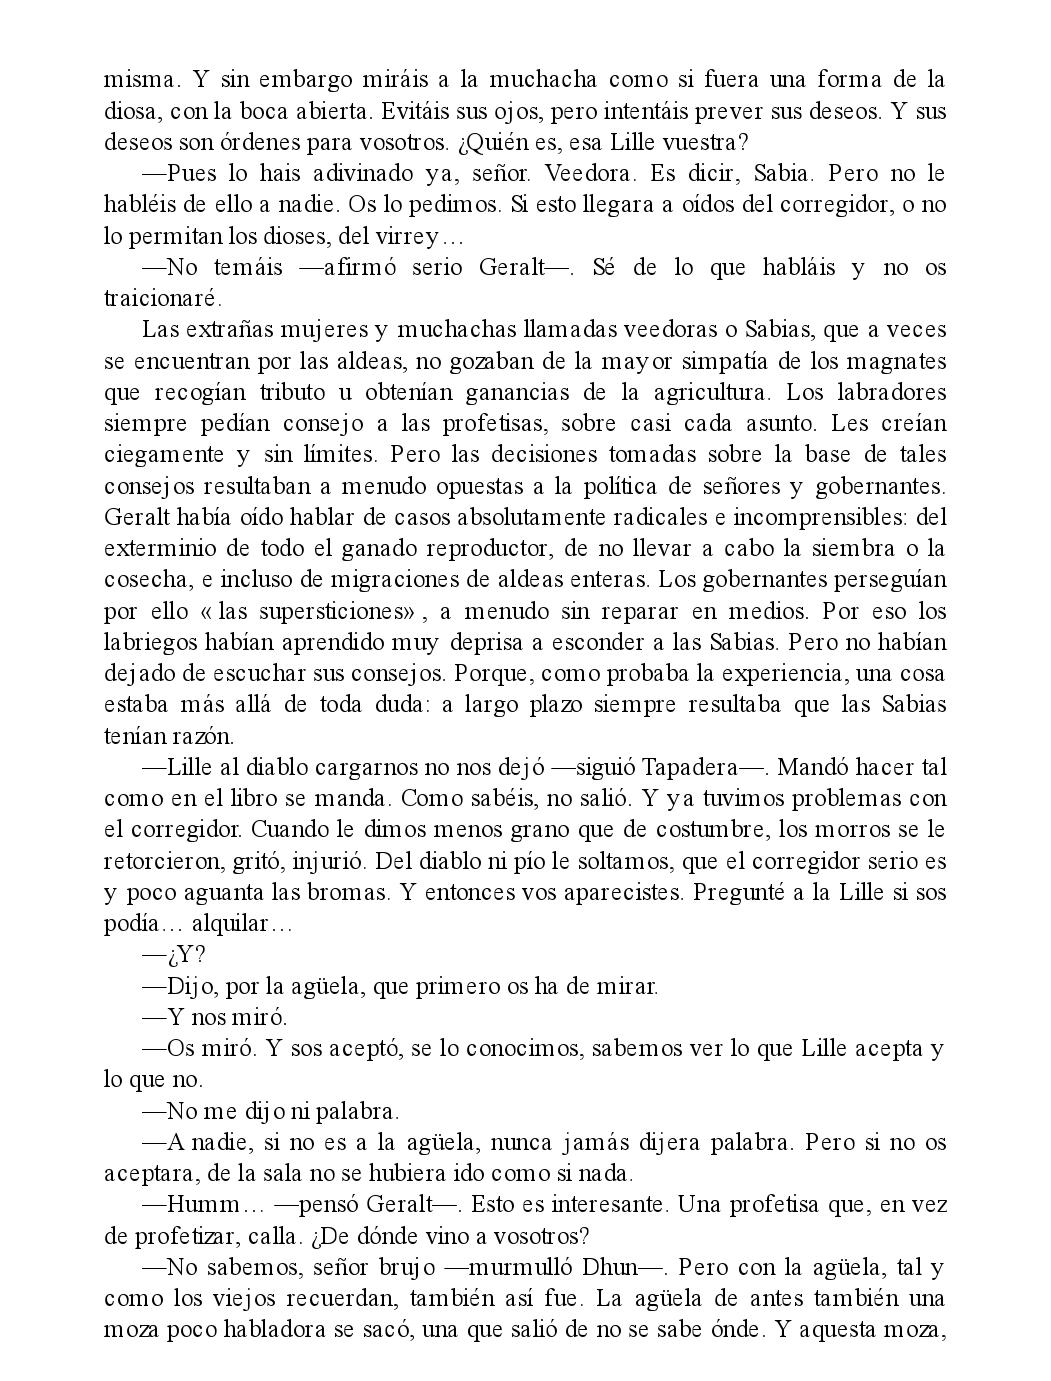 misma. Y sin embargo miráis a la muchacha como si fuera una forma de la
diosa, con la boca abierta. Evitáis sus ojos, pero intentáis prever sus deseos. Y sus
deseos son órdenes para vosotros. ¿Quién es, esa Lille vuestra?
—Pues lo hais adivinado ya, señor. Veedora. Es dicir, Sabia. Pero no le
habléis de ello a nadie. Os lo pedimos. Si esto llegara a oídos del corregidor, o no
lo permitan los dioses, del virrey…
—No temáis —afirmó serio Geralt—. Sé de lo que habláis y no os
traicionaré.
Las extrañas mujeres y muchachas llamadas veedoras o Sabias, que a veces
se encuentran por las aldeas, no gozaban de la mayor simpatía de los magnates
que recogían tributo u obtenían ganancias de la agricultura. Los labradores
siempre pedían consejo a las profetisas, sobre casi cada asunto. Les creían
ciegamente y sin límites. Pero las decisiones tomadas sobre la base de tales
consejos resultaban a menudo opuestas a la política de señores y gobernantes.
Geralt había oído hablar de casos absolutamente radicales e incomprensibles: del
exterminio de todo el ganado reproductor, de no llevar a cabo la siembra o la
cosecha, e incluso de migraciones de aldeas enteras. Los gobernantes perseguían
por ello «las supersticiones», a menudo sin reparar en medios. Por eso los
labriegos habían aprendido muy deprisa a esconder a las Sabias. Pero no habían
dejado de escuchar sus consejos. Porque, como probaba la experiencia, una cosa
estaba más allá de toda duda: a largo plazo siempre resultaba que las Sabias
tenían razón.
—Lille al diablo cargarnos no nos dejó —siguió Tapadera—. Mandó hacer tal
como en el libro se manda. Como sabéis, no salió. Y ya tuvimos problemas con
el corregidor. Cuando le dimos menos grano que de costumbre, los morros se le
retorcieron, gritó, injurió. Del diablo ni pío le soltamos, que el corregidor serio es
y poco aguanta las bromas. Y entonces vos aparecistes. Pregunté a la Lille si sos
podía… alquilar…
—¿Y?
—Dijo, por la agüela, que primero os ha de mirar.
—Y nos miró.
—Os miró. Y sos aceptó, se lo conocimos, sabemos ver lo que Lille acepta y
lo que no.
—No me dijo ni palabra.
—A nadie, si no es a la agüela, nunca jamás dijera palabra. Pero si no os
aceptara, de la sala no se hubiera ido como si nada.
—Humm… —pensó Geralt—. Esto es interesante. Una profetisa que, en vez
de profetizar, calla. ¿De dónde vino a vosotros?
—No sabemos, señor brujo —murmulló Dhun—. Pero con la agüela, tal y
como los viejos recuerdan, también así fue. La agüela de antes también una
moza poco habladora se sacó, una que salió de no se sabe ónde. Y aquesta moza,